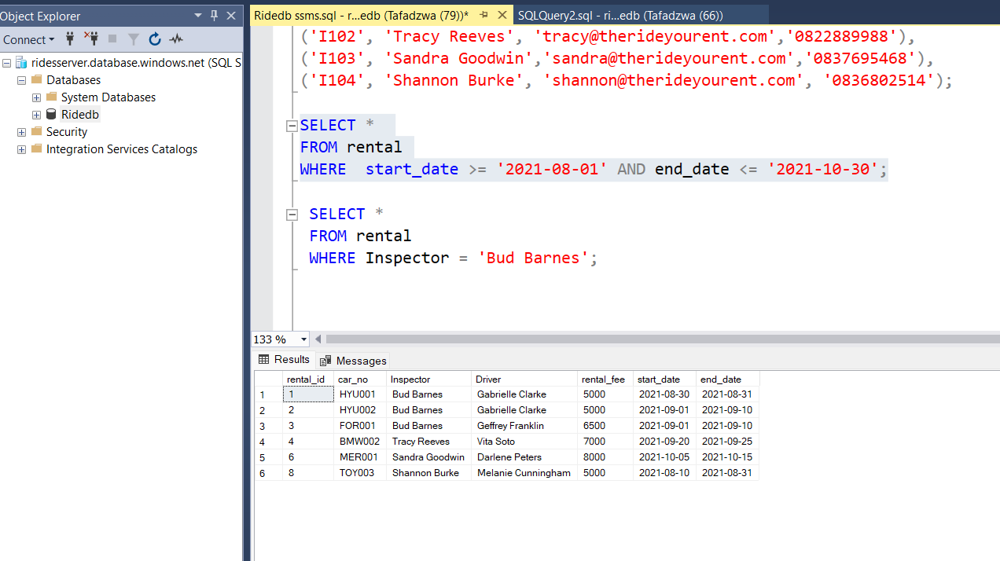 Object Explorer
Connect
ridesserver.database.windows.net (SQL S
Databases
System Databases
Ridedb
Security
Integration Services Catalogs
Ridedb ssms.sql - r...edb (Tafadzwa (79))*
SQLQuery2.sql - ri...edb (Tafadzwa (66))
('I102', 'Tracy Reeves', 'tracy@therideyourent.com','0822889988'),
('I103', 'Sandra Goodwin','sandra@therideyourent.com','0837695468'),
('I104', 'Shannon Burke', 'shannon@therideyourent.com', '0836802514');
SELECT *
FROM rental
WHERE  start_date >= '2021-08-01' AND end_date <= '2021-10-30';
SELECT *
FROM rental
WHERE Inspector = 'Bud Barnes';
133 %
Results Messages
rental_id car_no Inspector Driver rental_fee start_date end_date
1 1 HYU001 Bud Barnes Gabrielle Clarke 5000 2021-08-30 2021-08-31
2 2 HYU002 Bud Barnes Gabrielle Clarke 5000 2021-09-01 2021-09-10
3 3 FOR001 Bud Barnes Geffrey Franklin 6500 2021-09-01 2021-09-10
4 4 BMW002 Tracy Reeves Vita Soto 7000 2021-09-20 2021-09-25
5 6 MER001 Sandra Goodwin Darlene Peters 8000 2021-10-05 2021-10-15
6 8 TOY003 Shannon Burke Melanie Cunningham 5000 2021-08-10 2021-08-31